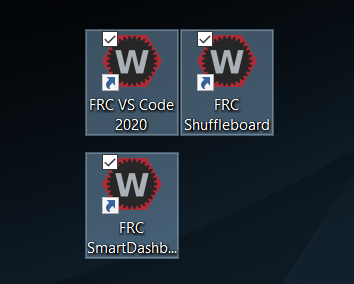 W
W
FRC VS Code
2020
FRC
Shuffleboard
W
FRC
SmartDashb...